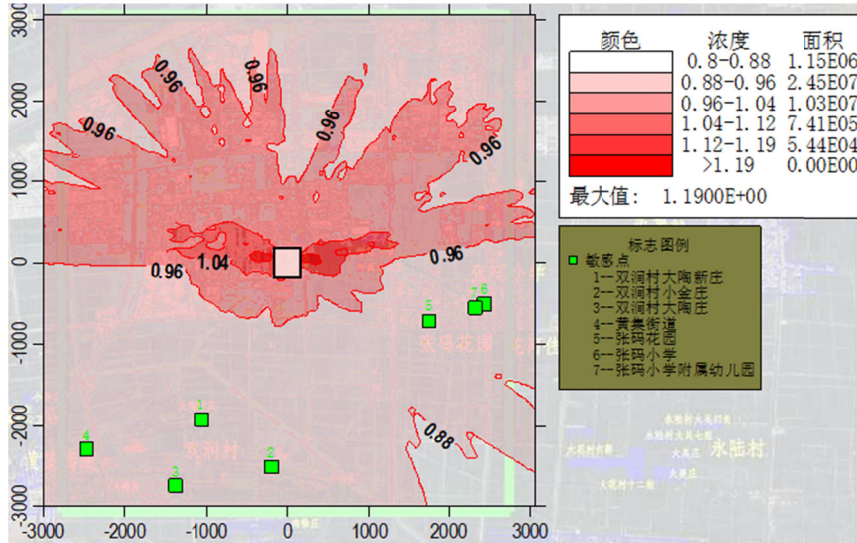 颜色 浓度 面积
0.8-0.88 1.15E06
0.88-0.96 2.45E07
0.96-1.04 1.03E07
1.04-1.12 7.41E05
1.12-1.19 5.44E04
>1.19 0.00E00
最大值: 1.1900E+00
标志图例
敏感点
1--双涧村大陶新庄
2--双涧村小金庄
3--双涧村大陶庄
4--黄集街道
5--张码花园
6--张码小学
7--张码小学附属幼儿园
3000
2000
1000
0
-1000
-2000
-3000
-3000 -2000 -1000 0 1000 2000 3000
0.96
0.96
0.96
0.96
0.96
0.96
0.96
1.04
0.88
1
2
3
4
5
7 6
张码花园
双涧村
永陆村
大吴庄
大吴庄